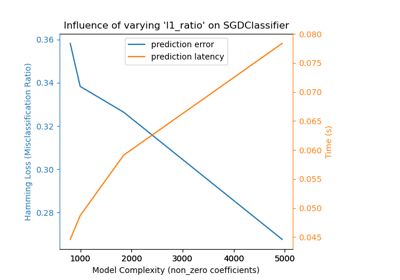 Influence of varying 'l1_ratio' on SGDClassifier
prediction error
prediction latency
0.36
0.34
0.32
0.30
0.28
Hamming Loss (Misclassification Ratio)
0.080
0.075
0.070
0.065
0.060
0.055
0.050
0.045
Time (s)
1000 2000 3000 4000 5000
Model Complexity (non_zero coefficients)